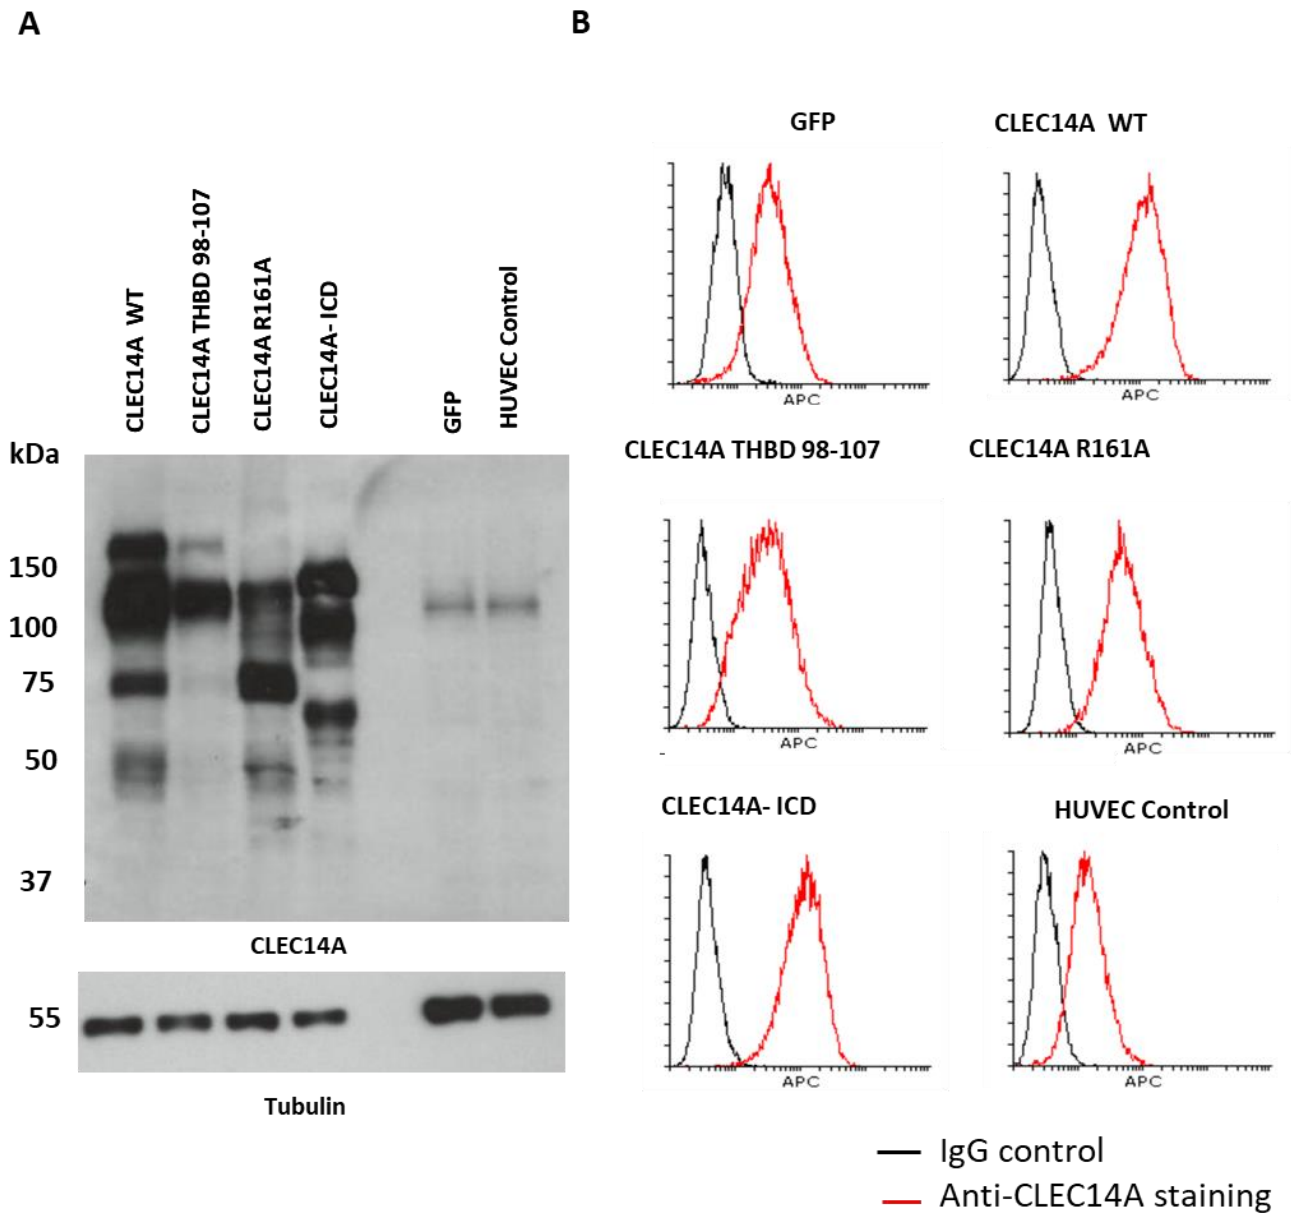 A
B
CLEC14A WT
CLEC14A THBD 98-107
CLEC14A R161A
CLEC14A- ICD
GFP
HUVEC Control
kDa
150
100
75
50
37
CLEC14A
55
Tubulin
GFP
CLEC14A WT
APC
APC
CLEC14A THBD 98-107
CLEC14A R161A
APC
APC
CLEC14A- ICD
HUVEC Control
APC
APC
IgG control
Anti-CLEC14A staining